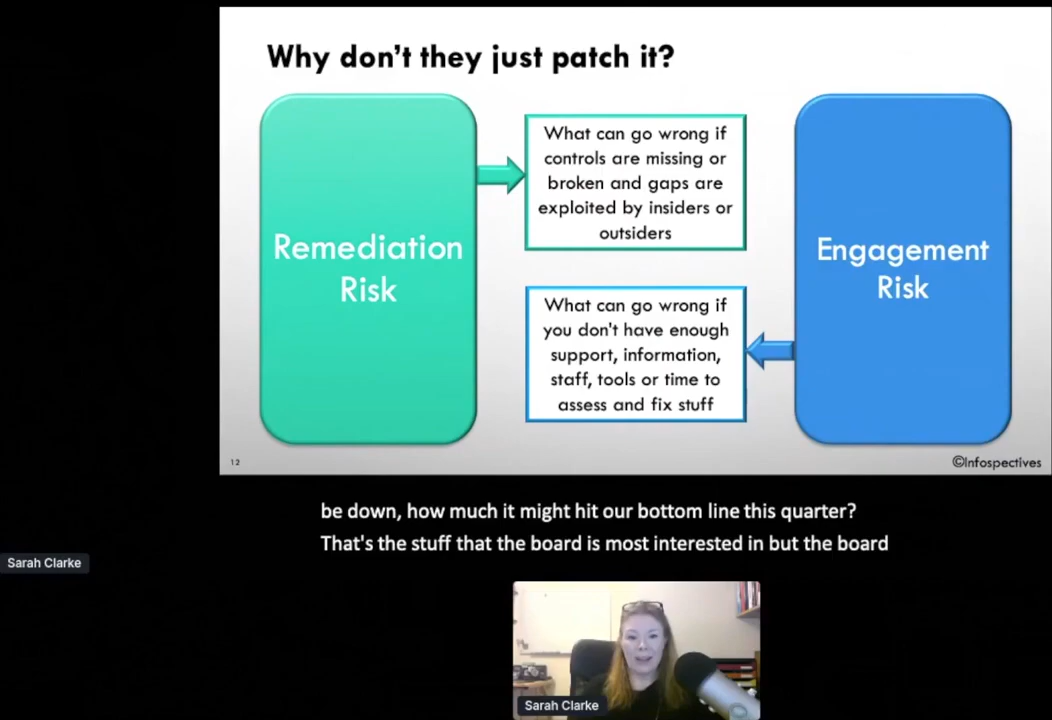 Why don't they just patch it?
Remediation
Risk
What can go wrong if
controls are missing or
broken and gaps are
exploited by insiders or
outsiders
What can go wrong if
you don't have enough
support, information,
staff, tools or time to
assess and fix stuff
Engagement
Risk
12
©Infospectives
be down, how much it might hit our bottom line this quarter?
That's the stuff that the board is most interested in but the board
Sarah Clarke
Sarah Clarke